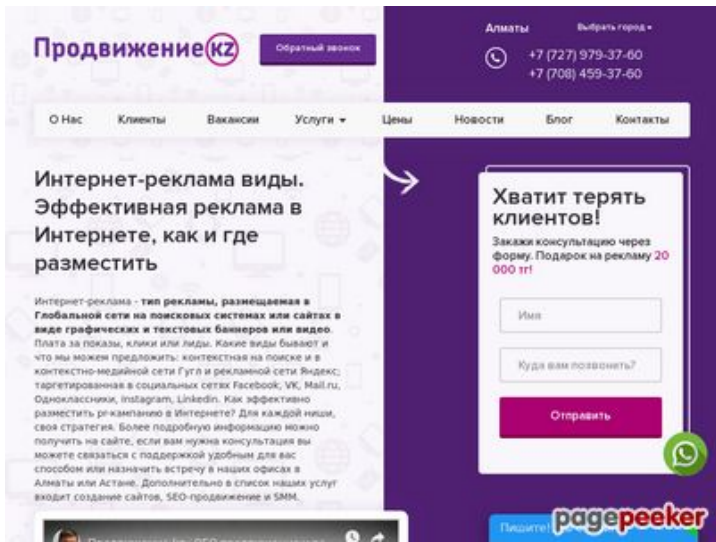 Продвижение KZ
Обратный звонок
Алматы
Выбрать город
+7 (727) 979-37-60
+7 (708) 459-37-60
О Нас Клиенты Вакансии Услуги Цены Новости Блог Контакты
Интернет-реклама виды.
Эффективная реклама в
Интернете, как и где
разместить
Интернет-реклама - тип рекламы, размещаемая в
Глобальной сети на поисковых системах или сайтах в
виде графических и текстовых баннеров или видео.
Плата за показы, клики или лиды. Какие виды бывают и
что мы можем предложить: контекстная на поиске и в
контекстно-медийной сети Гугл и рекламной сети Яндекс;
таргетированная в социальных сетях Facebook, VK, Mail.ru,
Одноклассники, Instagram, Linkedin. Как эффективно
разместить pr-кампанию в Интернете? Для каждой ниши,
своя стратегия. Более подробную информацию можно
получить на сайте, если вам нужна консультация вы
можете связаться с поддержкой удобным для вас
способом или назначить встречу в наших офисах в
Алматы или Астане. Дополнительно в список наших услуг
входит создание сайтов, SEO-продвижение и SMM.
Хватит терять
клиентов!
Закажи консультацию через
форму. Подарок на рекламу 20
000 тг!
Имя
Куда вам позвонить?
Отправить
Пишите!
pagepeeker